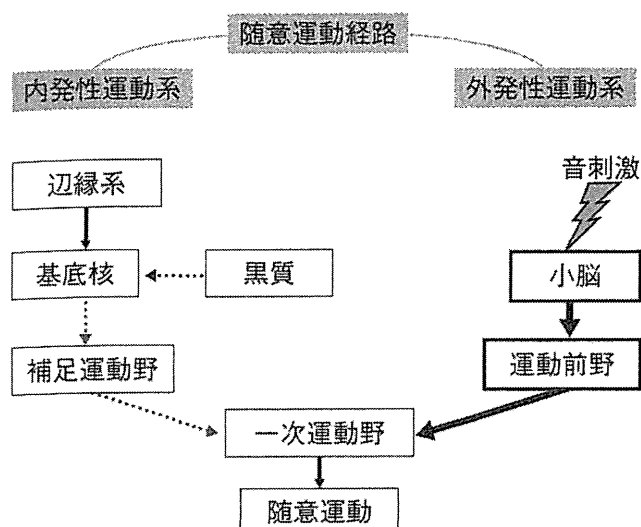 随意運動経路
内発性運動系
外発性運動系
辺縁系
音刺激
基底核
黒質
小脳
補足運動野
運動前野
一次運動野
随意運動